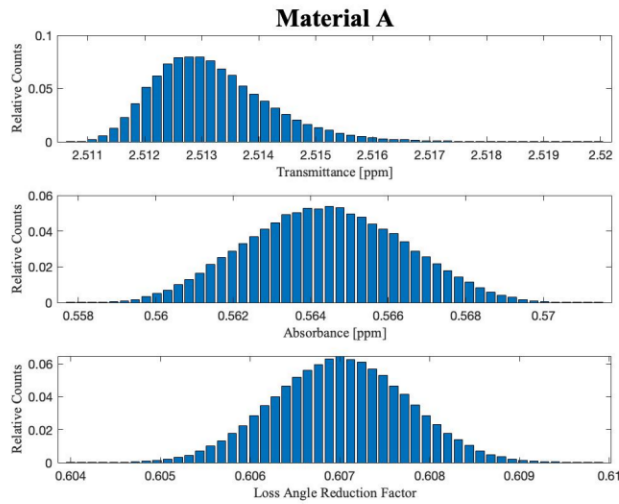 Material A
0.1
0.05
0
Relative Counts
2.511 2.512 2.513 2.514 2.515 2.516 2.517 2.518 2.519 2.52
Transmittance [ppm]
0.06
0.04
0.02
0
Relative Counts
0.558 0.56 0.562 0.564 0.566 0.568 0.57
Absorbance [ppm]
0.06
0.04
0.02
0
Relative Counts
0.604 0.605 0.606 0.607 0.608 0.609 0.61
Loss Angle Reduction Factor